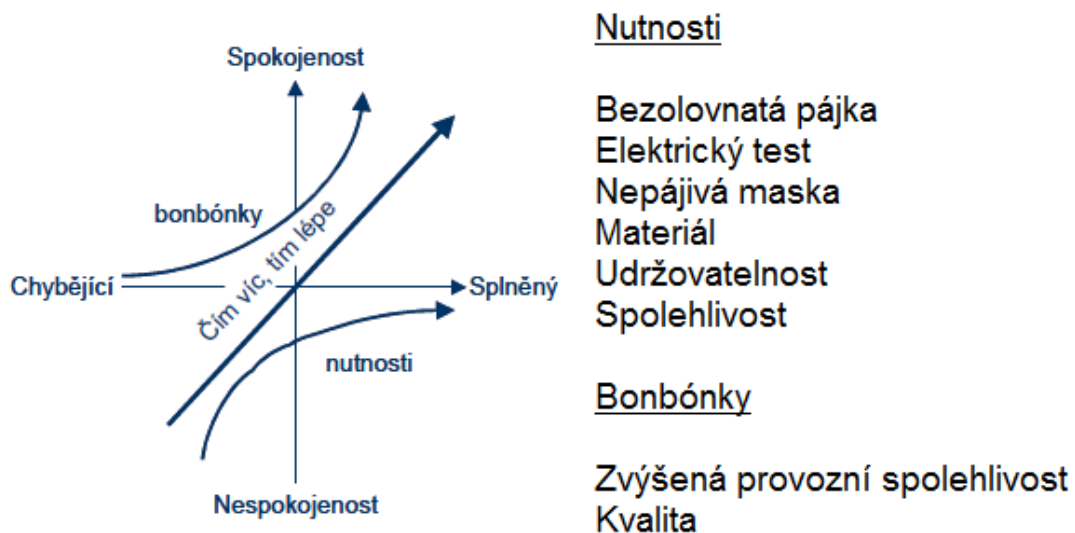 Spokojenost
bonbónky
Čím víc, tím lépe
Chybějící
Splněný
nutnosti
Nespokojenost
Nutnosti
Bezolovnatá pájka
Elektrický test
Nepájivá maska
Materiál
Udržovatelnost
Spolehlivost
Bonbónky
Zvýšená provozní spolehlivost
Kvalita